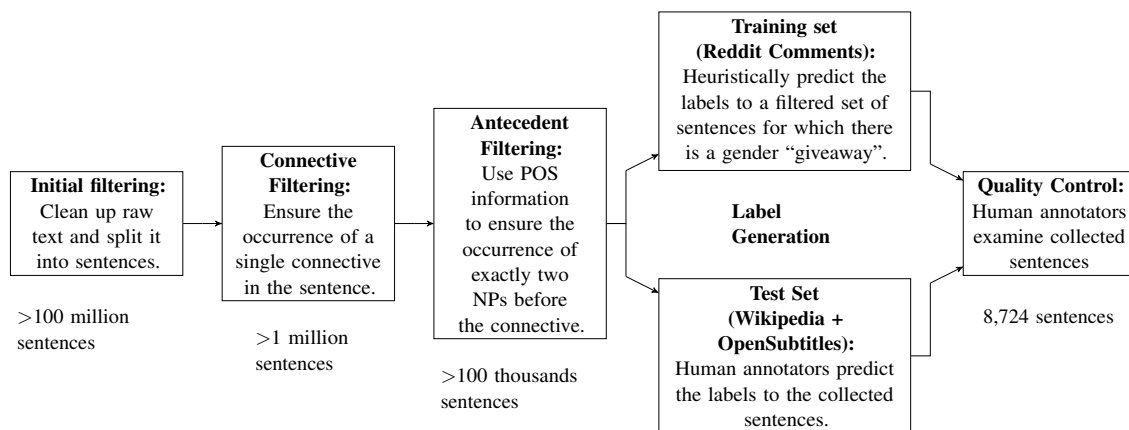 Initial filtering:
Clean up raw
text and split it
into sentences.
>100 million
sentences
Connective
Filtering:
Ensure the
occurrence of a
single connective
in the sentence.
>1 million
sentences
Antecedent
Filtering:
Use POS
information
to ensure the
occurrence of
exactly two
NPs before
the connective.
>100 thousands
sentences
Training set
(Reddit Comments):
Heuristically predict the
labels to a filtered set of
sentences for which there
is a gender “giveaway”.
Label
Generation
Test Set
(Wikipedia +
OpenSubtitles):
Human annotators predict
the labels to the collected
sentences.
Quality Control:
Human annotators
examine collected
sentences
8,724 sentences